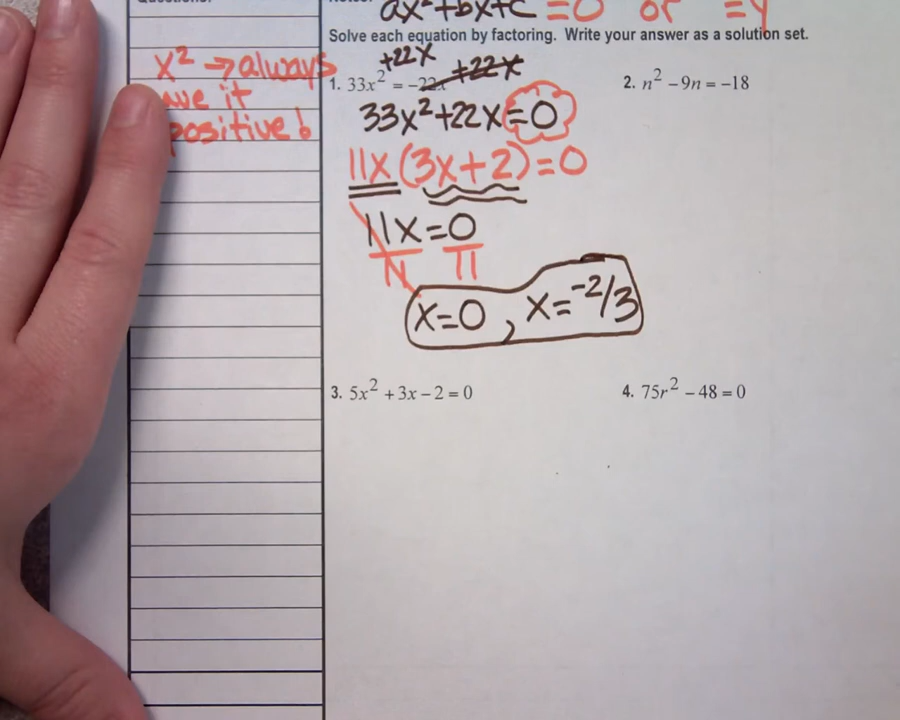 ax²+bx+c =0 or =y
Solve each equation by factoring. Write your answer as a solution set.
x² → always
it
positive!
+22x
1. 33x² = -22x +22x
33x²+22x=0
11x(3x+2)=0
11x=0
11 11
x=0, x=-2/3
2. n² - 9n = -18
3. 5x² + 3x - 2 = 0
4. 75r² - 48 = 0